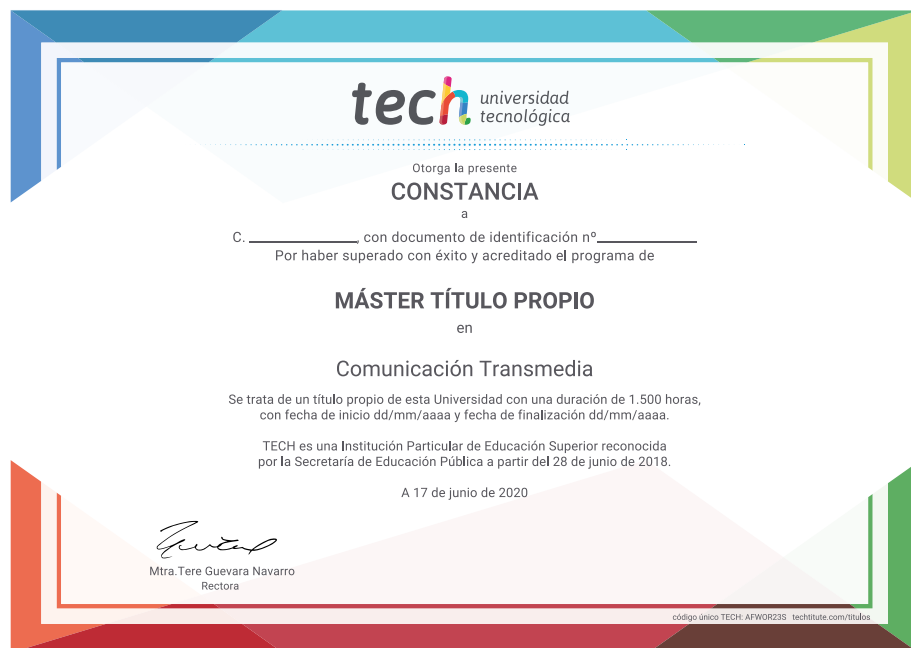 tech universidad
tecnológica
Otorga la presente
CONSTANCIA
a
C. ____________, con documento de identificación nº____________
Por haber superado con éxito y acreditado el programa de
MÁSTER TÍTULO PROPIO
en
Comunicación Transmedia
Se trata de un título propio de esta Universidad con una duración de 1.500 horas,
con fecha de inicio dd/mm/aaaa y fecha de finalización dd/mm/aaaa.
TECH es una Institución Particular de Educación Superior reconocida
por la Secretaría de Educación Pública a partir del 28 de junio de 2018.
A 17 de junio de 2020
Mtra.Tere Guevara Navarro
Rectora
código único TECH: AFWOR23S techtitute.com/titulos